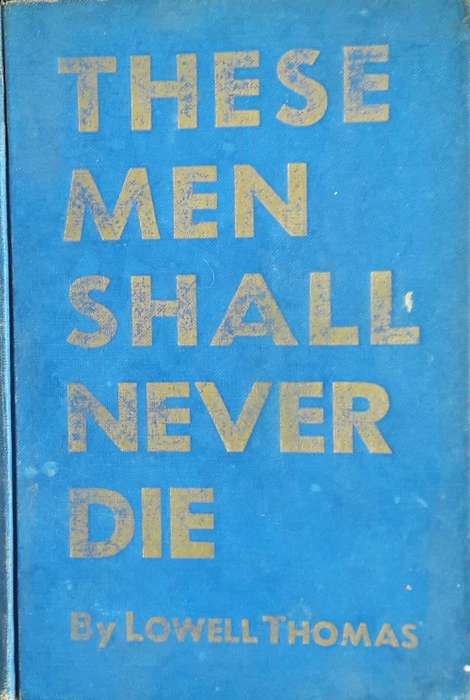 THESE
MEN
SHALL
NEVER
DIE
By LOWELL THOMAS